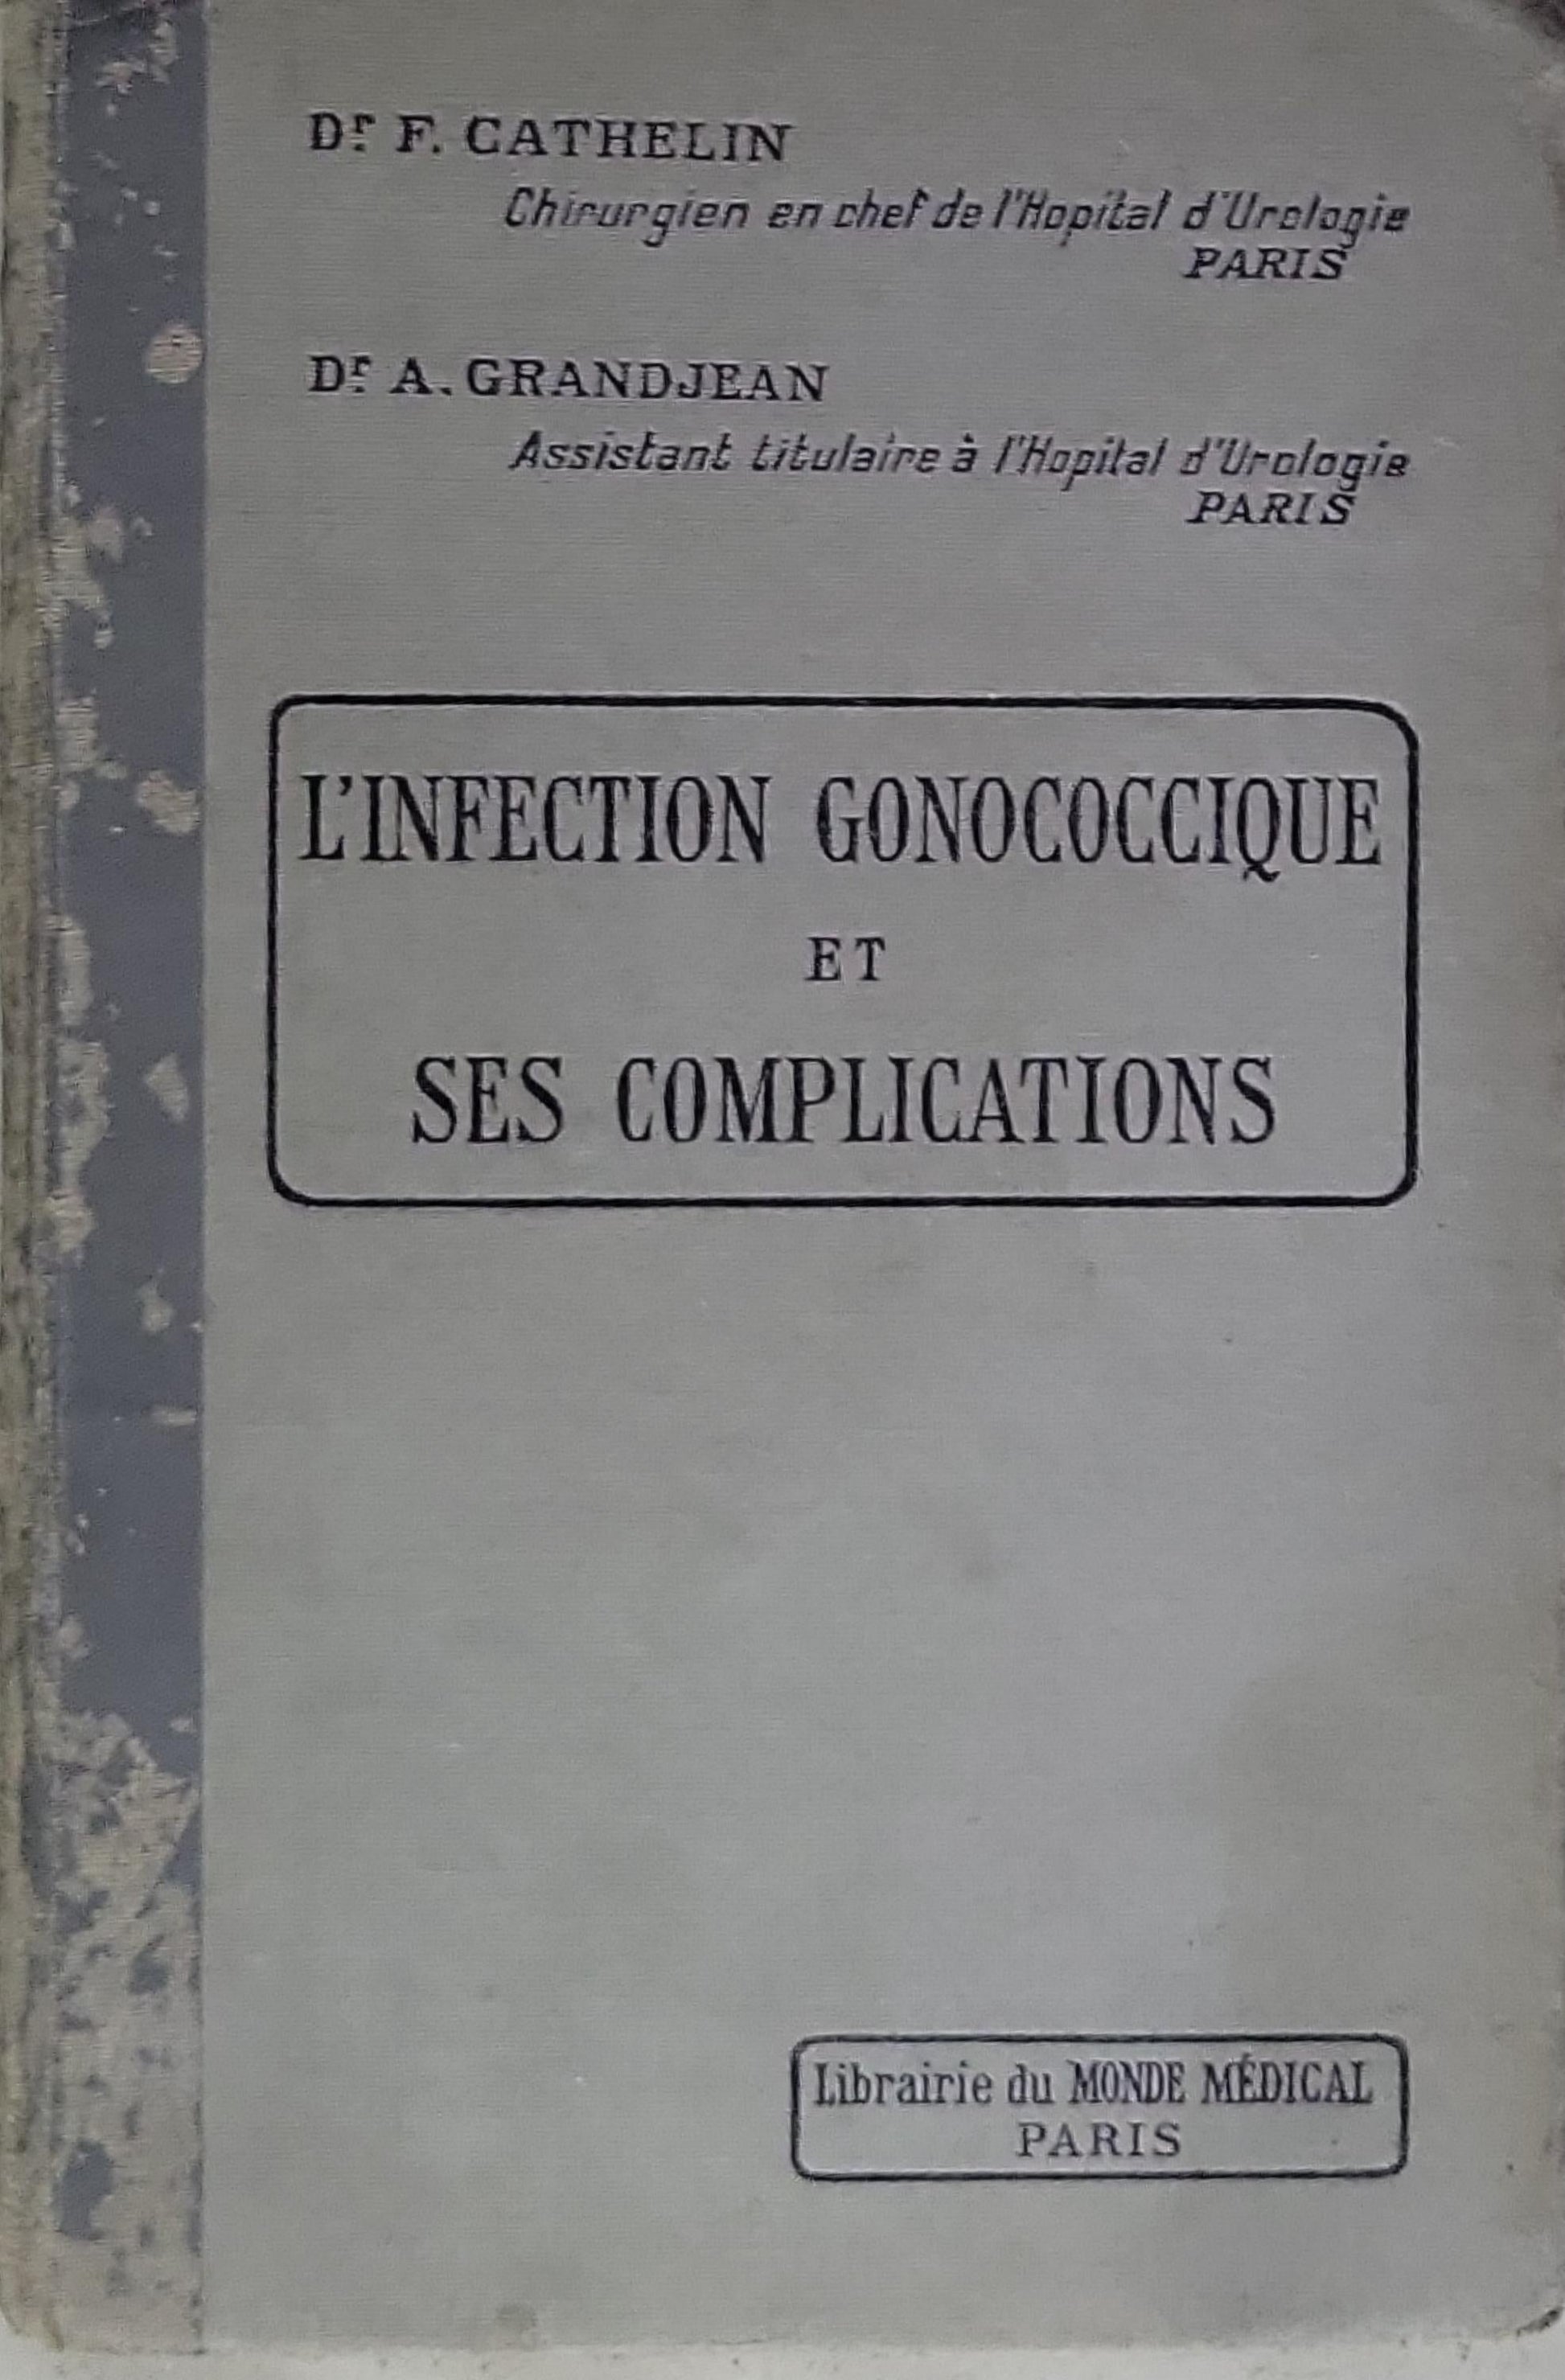 Dr F. CATHELIN
Chirurgien en chef de l'Hopital d'Urologie
PARIS
Dr A. GRANDJEAN
Assistant titulaire à l'Hopital d'Urologie
PARIS
L'INFECTION GONOCOCCIQUE
ET
SES COMPLICATIONS
Librairie du MONDE MÉDICAL
PARIS